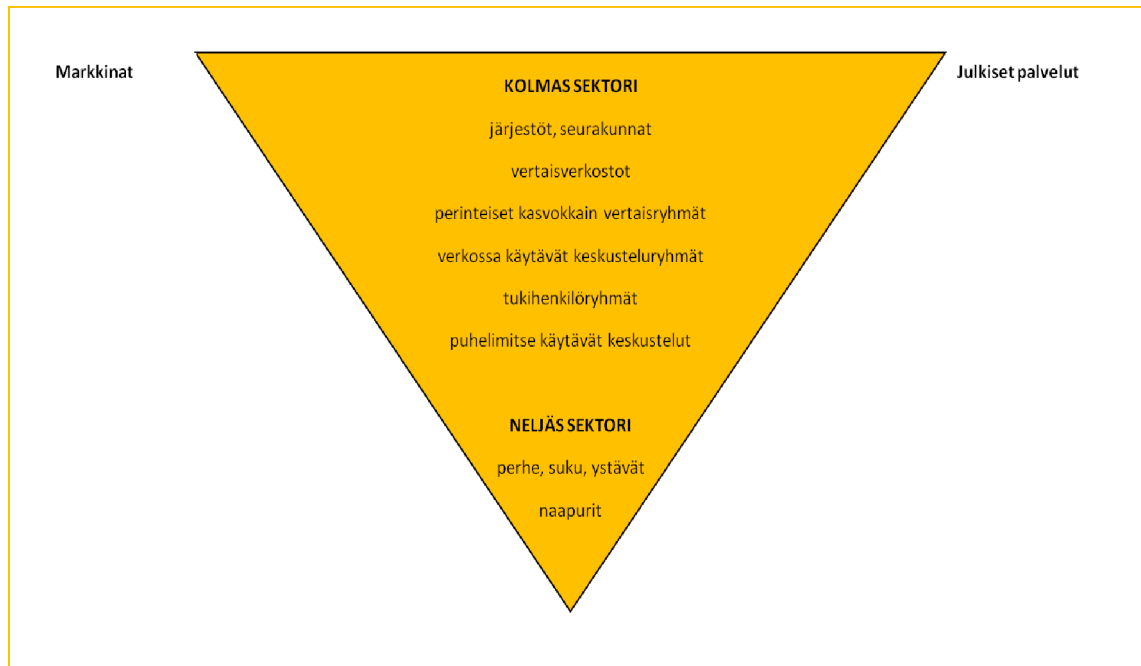 Markkinat
Julkiset palvelut
KOLMAS SEKTORI
järjestöt, seurakunnat
vertaisverkostot
perinteiset kasvokkain vertaisryhmät
verkossa käytävät keskusteluryhmät
tukihenkilöryhmät
puhelimitse käytävät keskustelut
NELJÄS SEKTORI
perhe, suku, ystävät
naapurit